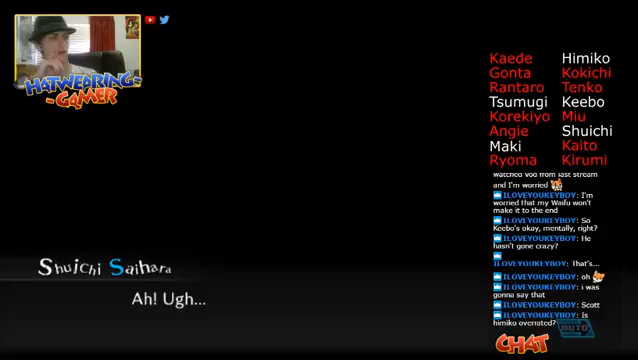 HATWEARING-
GAMER
Kaede
Gonta
Rantaro
Tsumugi
Korekiyo
Angie
Maki
Ryoma
Himiko
Kokichi
Tenko
Keebo
Miu
Shuichi
Kaito
Kirumi
watched vod from last stream
and I'm worried
ILOVEYOUKEYBOY: I'm
worried that my Waifu won't
make it to the end
ILOVEYOUKEYBOY: So
Keebo's okay, mentally, right?
ILOVEYOUKEYBOY: He
hasn't gone crazy?
ILOVEYOUKEYBOY: That's...
ILOVEYOUKEYBOY: oh
ILOVEYOUKEYBOY: i was
gonna say that
ILOVEYOUKEYBOY: Scott
ILOVEYOUKEYBOY: Is
himiko overrated?
AUTO
CHAT
Shuichi Saihara
Ah! Ugh...